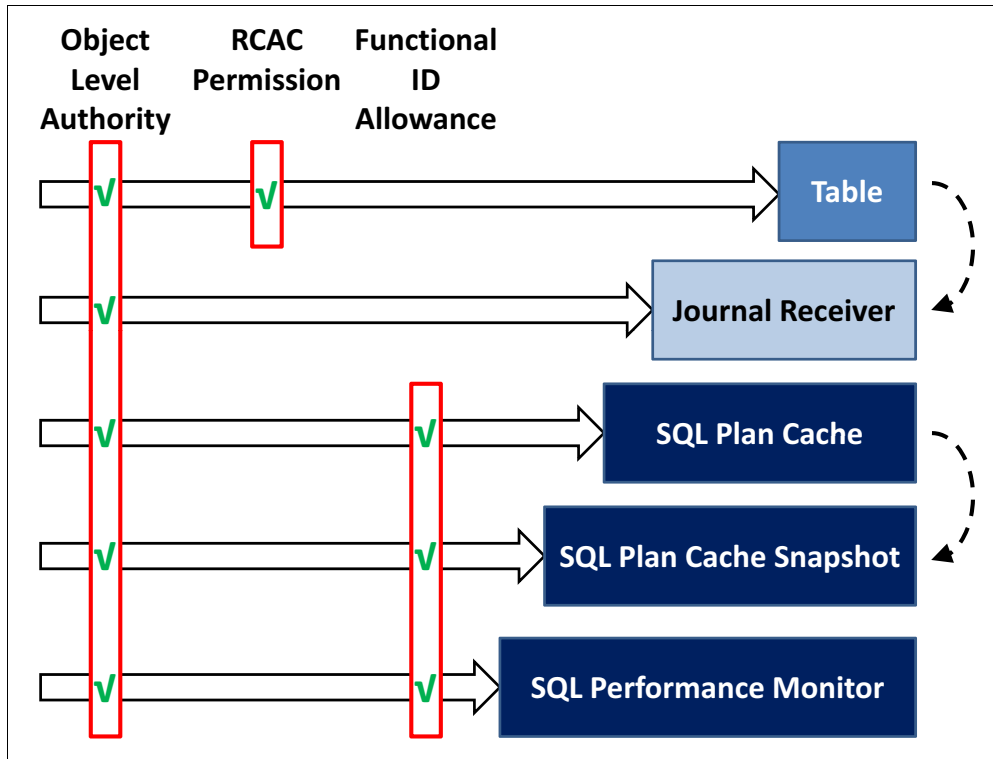 Object
Level
Authority
RCAC
Permission
Functional
ID
Allowance
√ √ Table
√ Journal Receiver
√ √ SQL Plan Cache
√ √ SQL Plan Cache Snapshot
√ √ SQL Performance Monitor